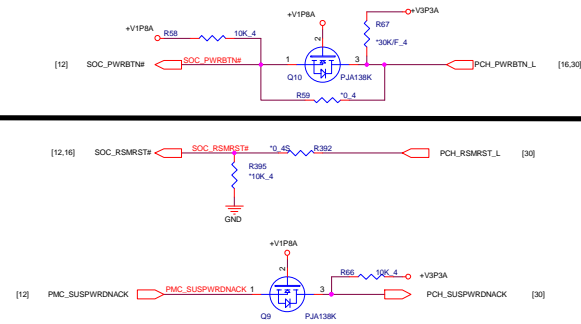 +V1P8A
+V3P3A
R58
10K_4
R67
*30K/F_4
2
[12]
SOC_PWRBTN#
SOC_PWRBTN#
1
3
PCH_PWRBTN_L
[16,30]
Q10
PJA138K
R59
*0_4
[12,16]
SOC_RSMRST#
SOC_RSMRST#
*0_4S
R392
PCH_RSMRST_L
[30]
R395
*10K_4
GND
+V1P8A
2
R66
10K_4
+V3P3A
[12]
PMC_SUSPWRDNACK
PMC_SUSPWRDNACK
1
3
PCH_SUSPWRDNACK
[30]
Q9
PJA138K